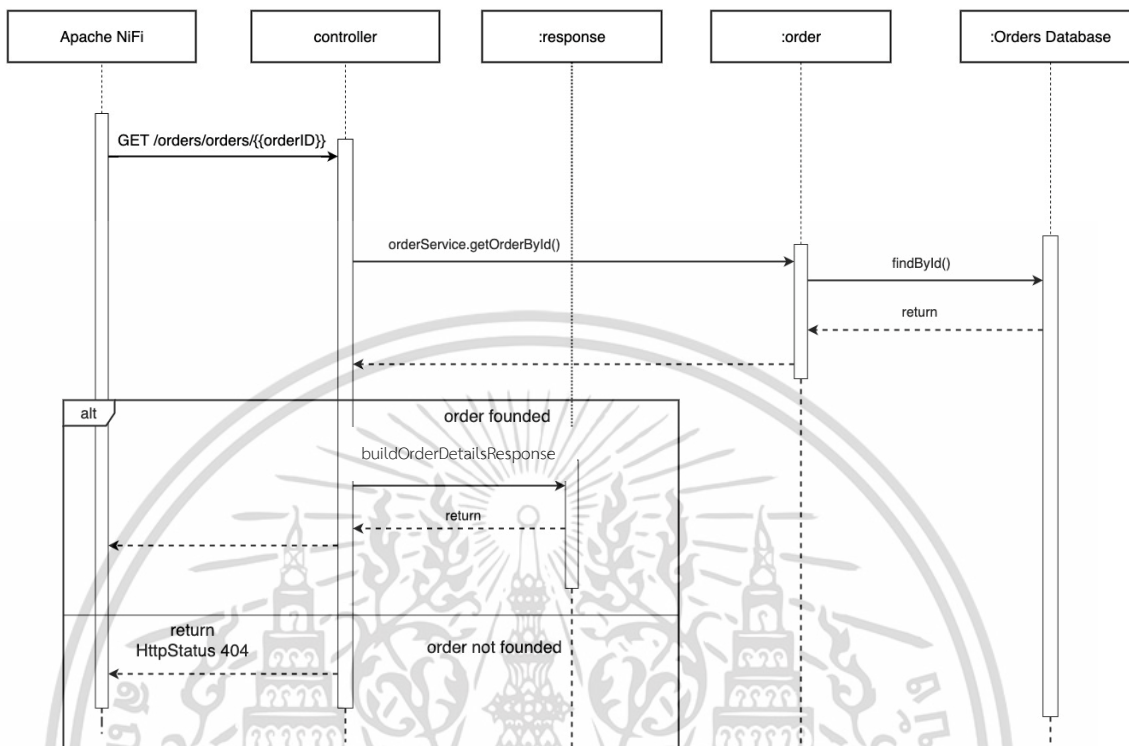 Apache NiFi
controller
:response
:order
:Orders Database
GET /orders/orders/{{orderID}}
orderService.getOrderById()
findById()
return
alt
order founded
buildOrderDetailsResponse
return
return
HttpStatus 404
order not founded